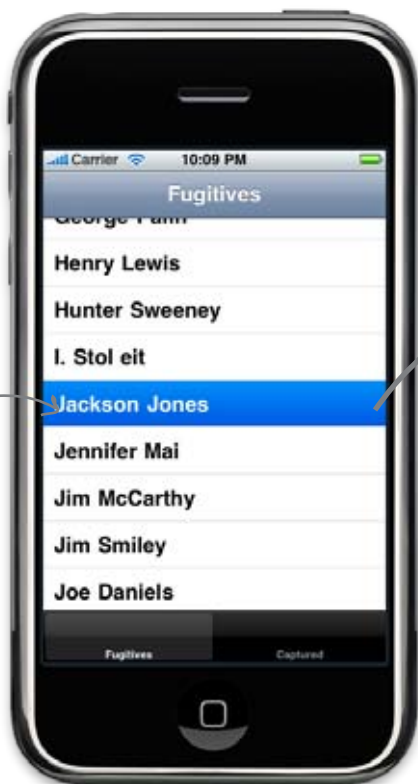 Carrier 10:09 PM
Fugitives
George
Henry Lewis
Hunter Sweeney
I. Stol eit
Jackson Jones
Jennifer Mai
Jim McCarthy
Jim Smiley
Joe Daniels
Fugitives Captured